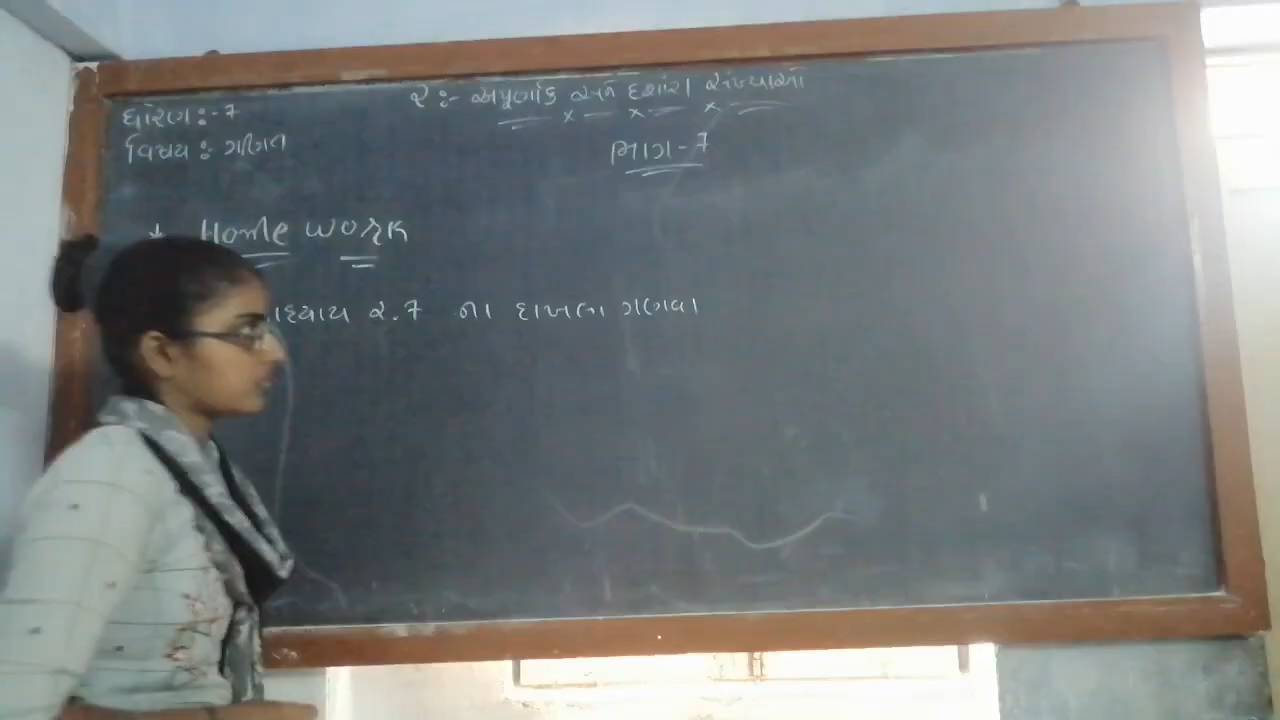 ૨ :- અપૂર્ણાંક અને દશાંશ સંખ્યાઓ
ધોરણ :- 7
વિષય : ગણિત
ભાગ - 7
* Home work
ધ્યાય ૨.7 ના દાખલા ગણવા